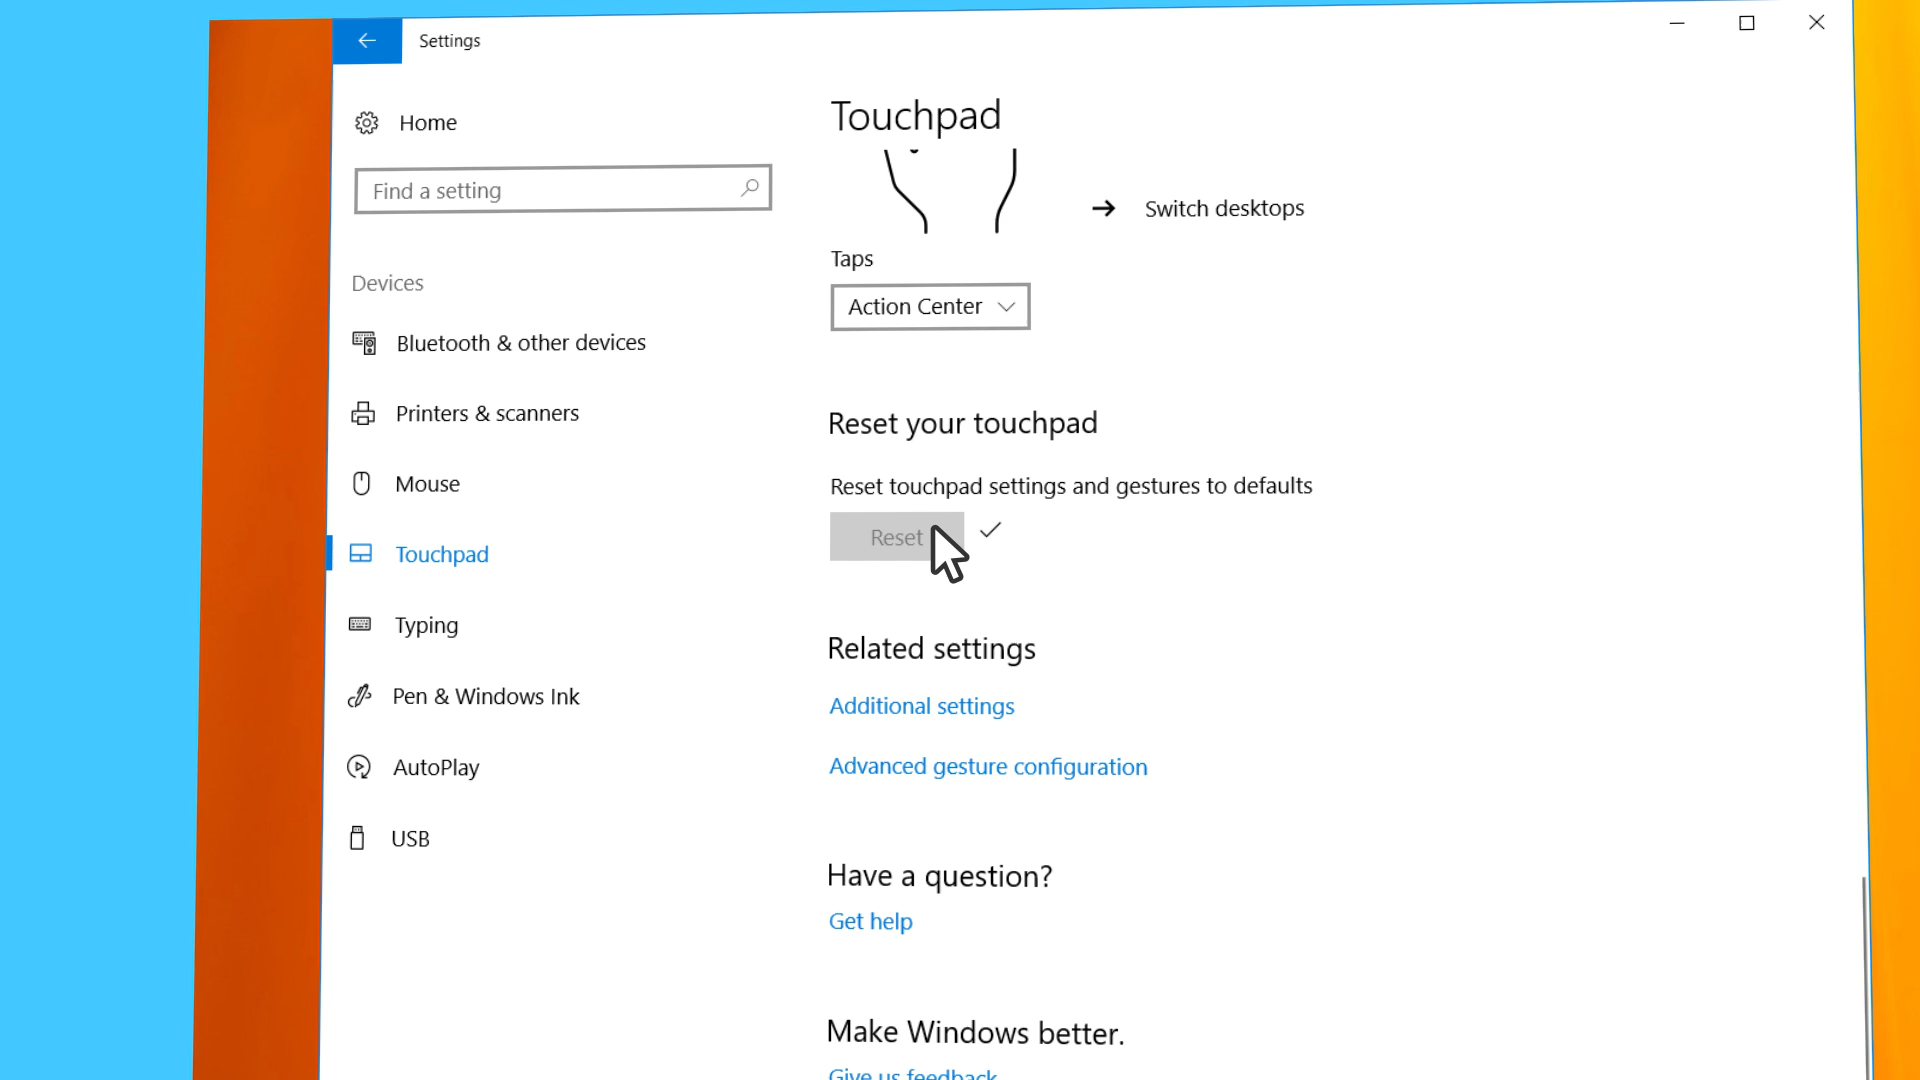 Settings
Home
Find a setting
Devices
Bluetooth & other devices
Printers & scanners
Mouse
Touchpad
Typing
Pen & Windows Ink
AutoPlay
USB
Touchpad
Switch desktops
Taps
Action Center
Reset your touchpad
Reset touchpad settings and gestures to defaults
Reset
Related settings
Additional settings
Advanced gesture configuration
Have a question?
Get help
Make Windows better.
Give us feedback